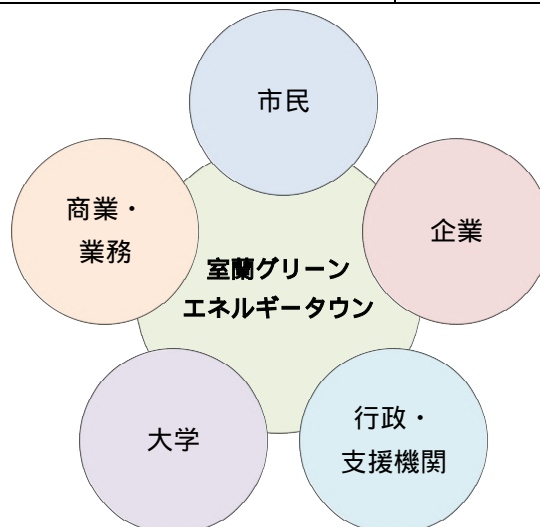 市民
商業・
業務
企業
室蘭グリーン
エネルギータウン
大学
行政・
支援機関